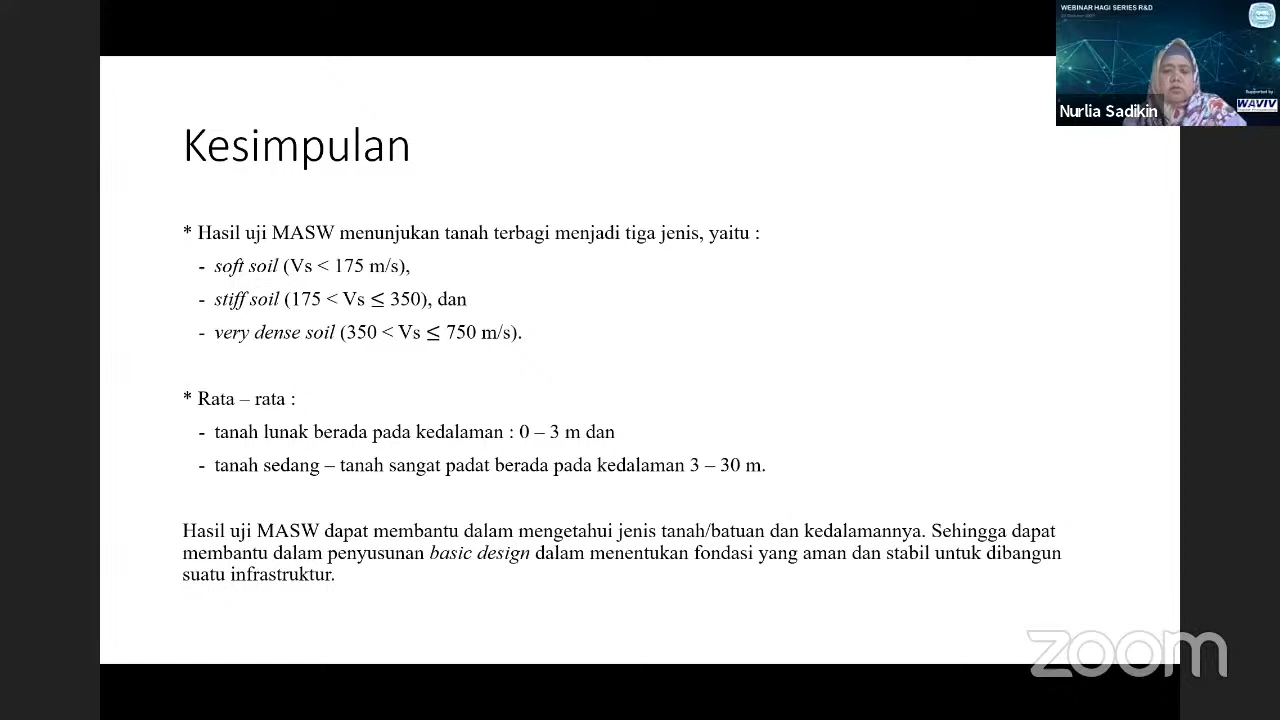 WEBINAR HAGI SERIES R&D
Supported by
WAVIV
Nurlia Sadikin
Kesimpulan
* Hasil uji MASW menunjukan tanah terbagi menjadi tiga jenis, yaitu :
- soft soil (Vs < 175 m/s),
- stiff soil (175 < Vs ≤ 350), dan
- very dense soil (350 < Vs ≤ 750 m/s).
* Rata – rata :
- tanah lunak berada pada kedalaman : 0 – 3 m dan
- tanah sedang – tanah sangat padat berada pada kedalaman 3 – 30 m.
Hasil uji MASW dapat membantu dalam mengetahui jenis tanah/batuan dan kedalamannya. Sehingga dapat
membantu dalam penyusunan basic design dalam menentukan fondasi yang aman dan stabil untuk dibangun
suatu infrastruktur.
zoom